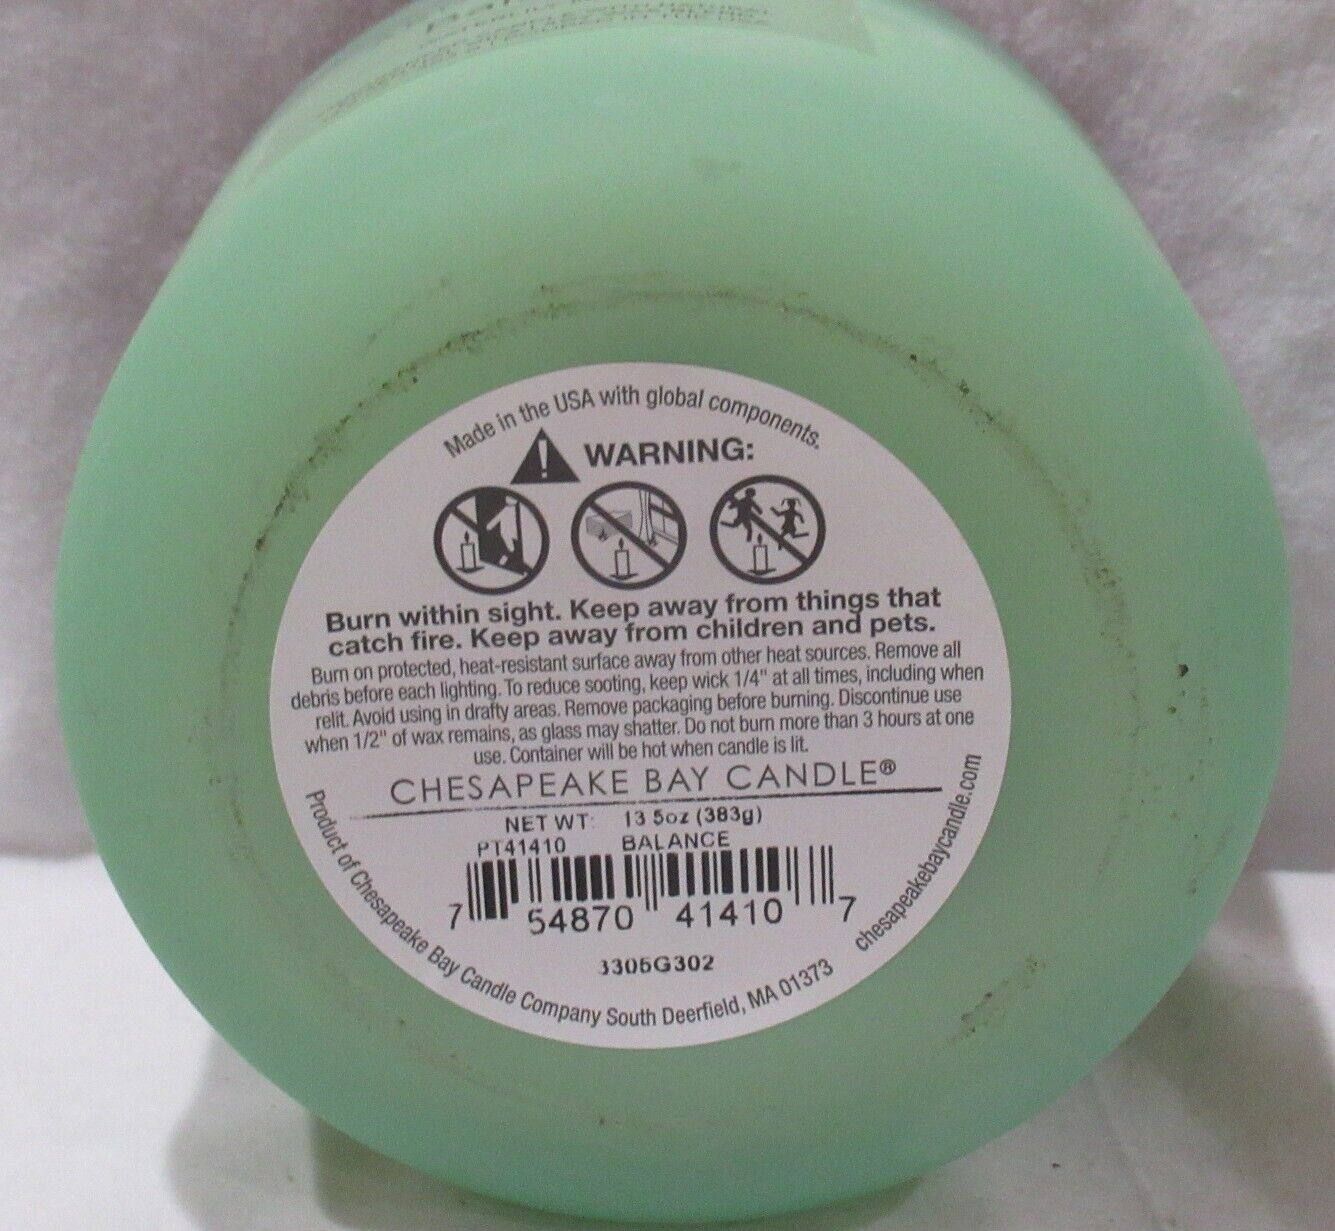 WITH NATURAL
IN THE USA
Made in the USA with global components.
WARNING:
Burn within sight. Keep away from things that
catch fire. Keep away from children and pets.
Burn on protected, heat-resistant surface away from other heat sources. Remove all
debris before each lighting. To reduce sooting, keep wick 1/4" at all times, including when
relit. Avoid using in drafty areas. Remove packaging before burning. Discontinue use
when 1/2" of wax remains, as glass may shatter. Do not burn more than 3 hours at one
use. Container will be hot when candle is lit.
CHESAPEAKE BAY CANDLE®
NET WT: 13 5oz (383g)
PT41410 BALANCE
7 54870 41410 7
3305G302
Product of Chesapeake Bay Candle Company South Deerfield, MA 01373
chesapeakebaycandle.com